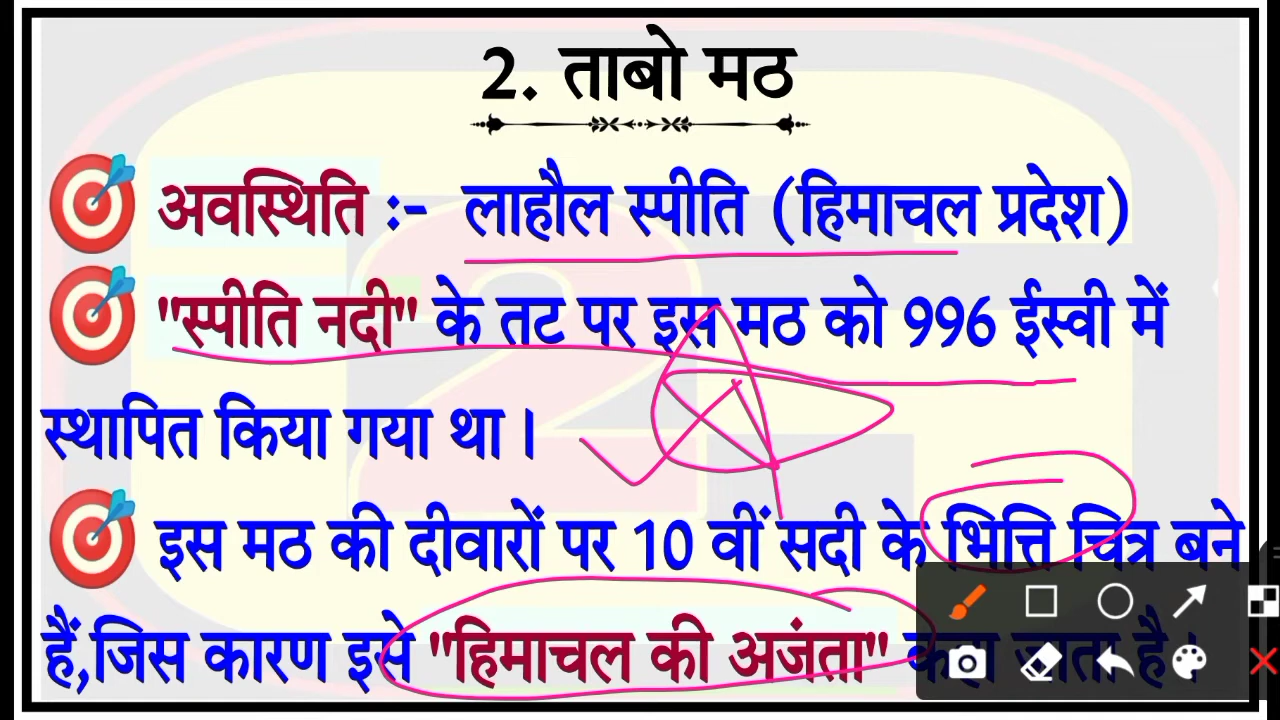 2. ताबो मठ
अवस्थिति :- लाहौल स्पीति (हिमाचल प्रदेश)
"स्पीति नदी" के तट पर इस मठ को 996 ईस्वी में
स्थापित किया गया था।
इस मठ की दीवारों पर 10 वीं सदी के भित्ति चित्र बने
हैं,जिस कारण इसे "हिमाचल की अजंता" कहा जाता है।